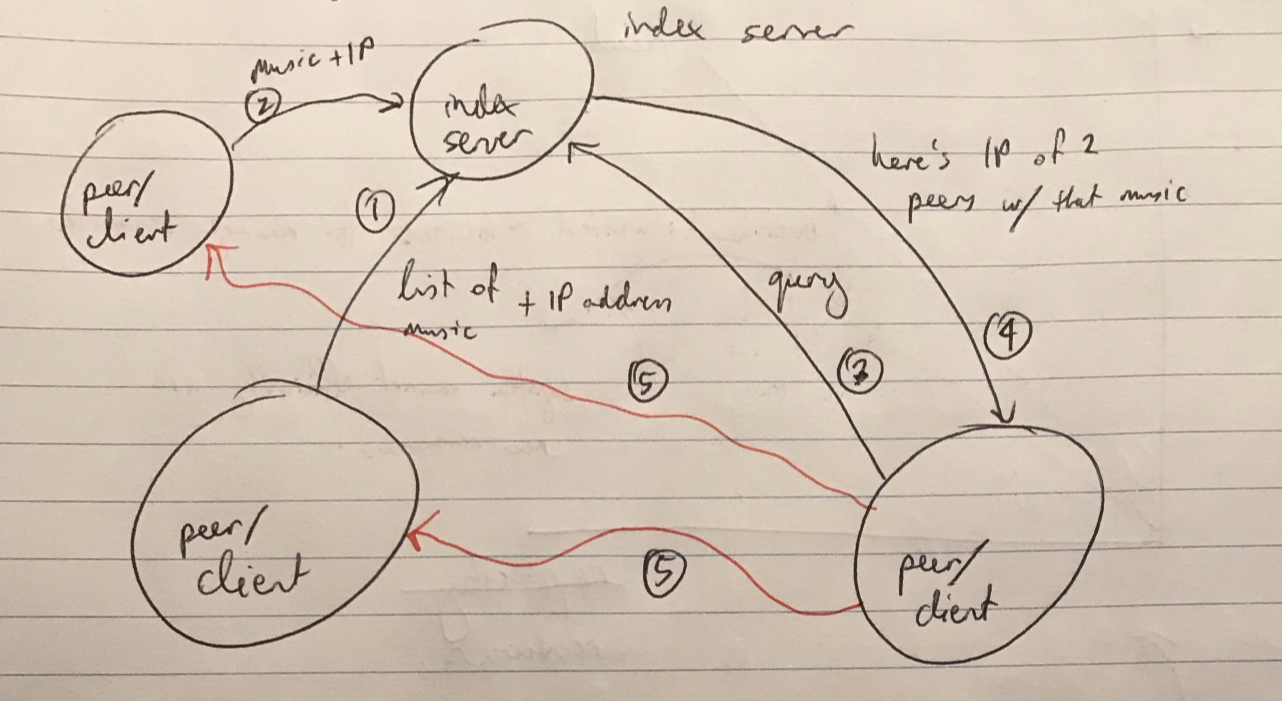 index server
music + IP
②
index
server
here's IP of 2
peers w/ that music
peer/
client
①
list of + IP address
music
query
④
③
⑤
peer/
client
⑤
peer/
client